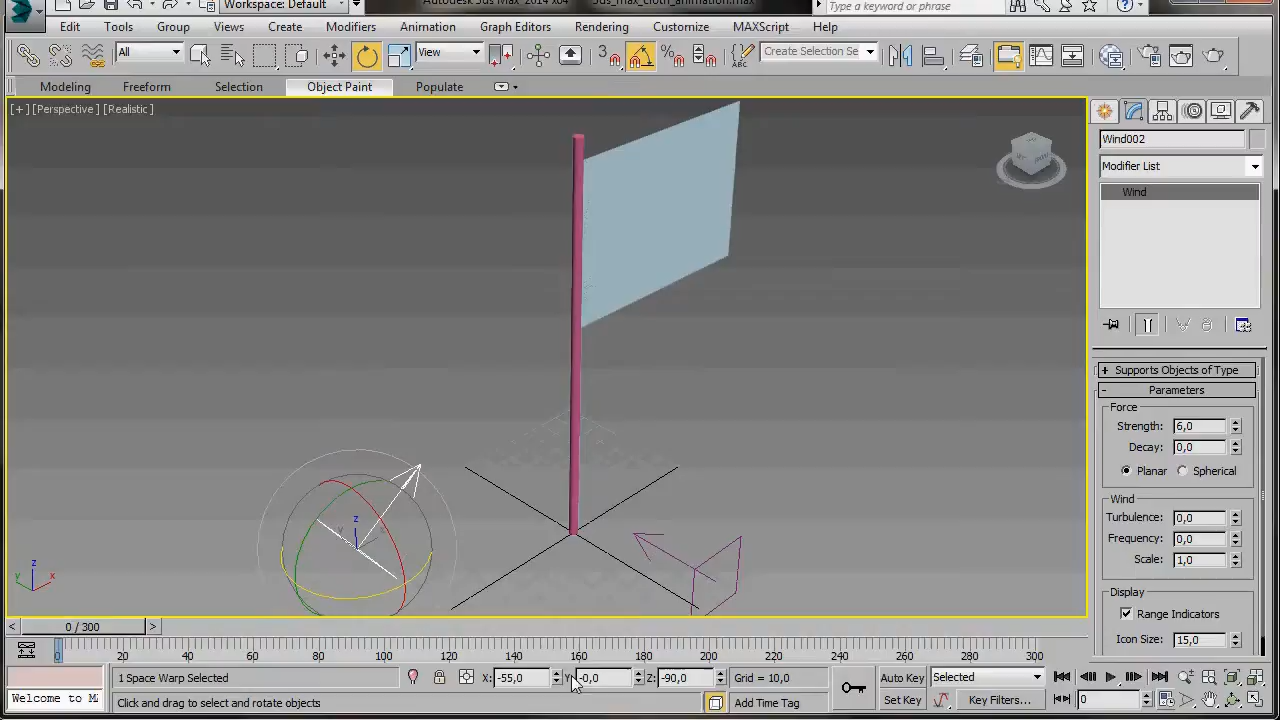 Autodesk 3ds Max 2014 x64 3ds_max_cloth_animation.max
Workspace: Default
Type a keyword or phrase
Edit Tools Group Views Create Modifiers Animation Graph Editors Rendering Customize MAXScript Help
All View 3 Create Selection Se
Modeling Freeform Selection Object Paint Populate
[+] [Perspective] [Realistic]
Wind002
Modifier List
Wind
+ Supports Objects of Type
- Parameters
Force
Strength: 6,0
Decay: 0,0
Planar Spherical
Wind
Turbulence: 0,0
Frequency: 0,0
Scale: 1,0
Display
Range Indicators
Icon Size: 15,0
z
x
y
z
y x
< 0 / 300 >
0 20 40 60 80 100 120 140 160 180 200 220 240 260 280 300
1 Space Warp Selected X: -55,0 Y: -0,0 Z: -90,0 Grid = 10,0 Auto Key Selected
Welcome to M Click and drag to select and rotate objects Add Time Tag Set Key Key Filters... 0